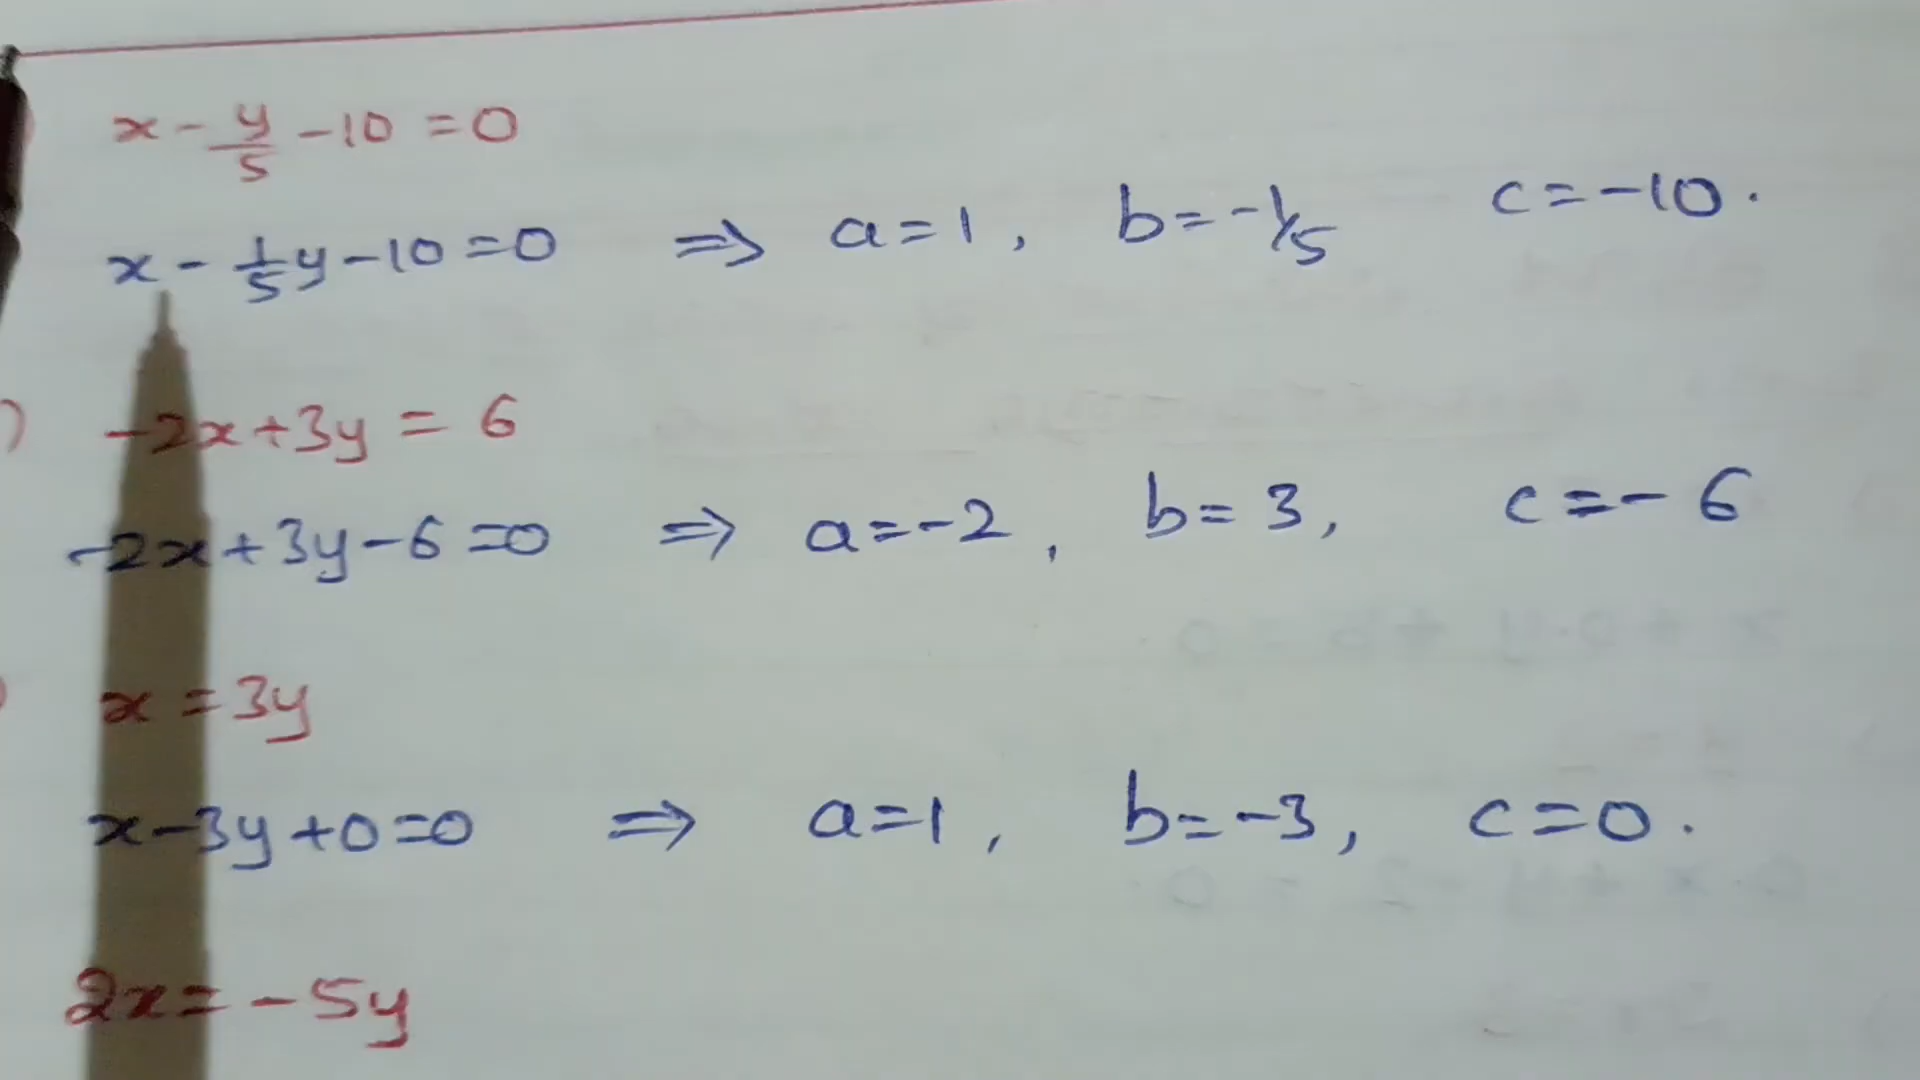 x - y/5 - 10 = 0
x - 1/5 y - 10 = 0 ⇒ a = 1, b = -1/5 c = -10.
) -2x + 3y = 6
-2x + 3y - 6 = 0 ⇒ a = -2, b = 3, c = - 6
) x = 3y
x - 3y + 0 = 0 ⇒ a = 1, b = -3, c = 0.
2x = - 5y